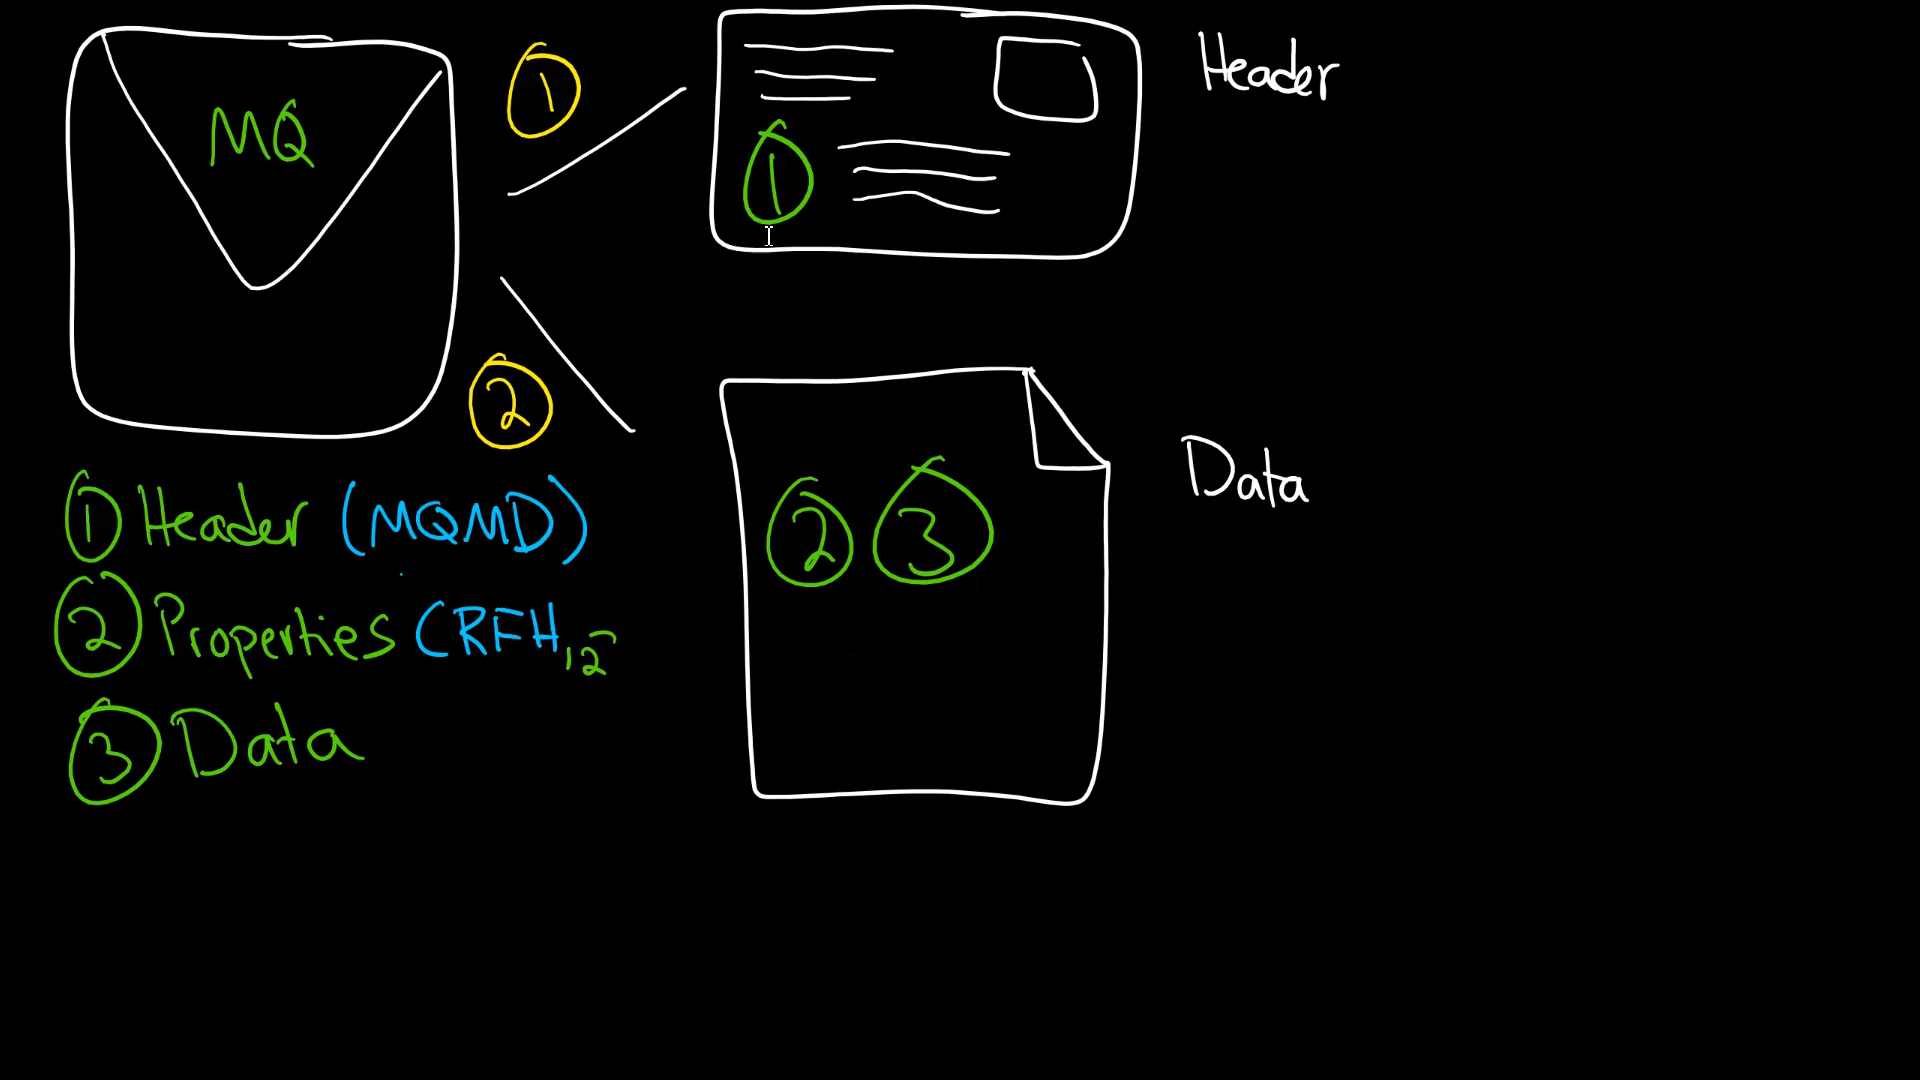 MQ
1
Header
1
2
Data
2 3
1 Header (MQMD)
2 Properties (RFH,2
3 Data